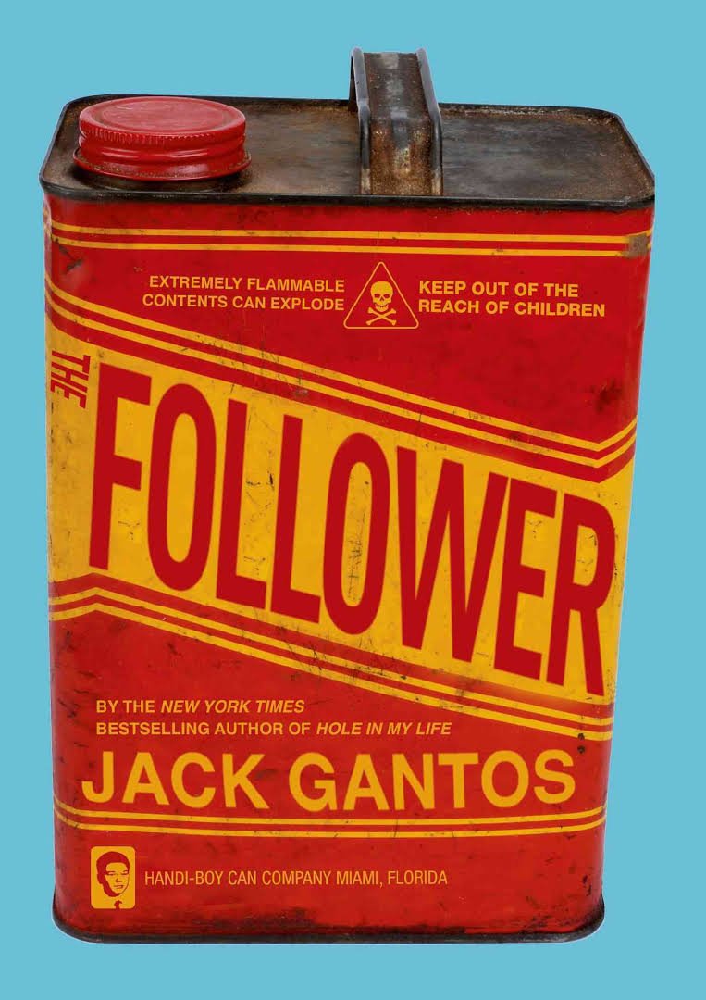 EXTREMELY FLAMMABLE
CONTENTS CAN EXPLODE
KEEP OUT OF THE
REACH OF CHILDREN
THE
FOLLOWER
BY THE NEW YORK TIMES
BESTSELLING AUTHOR OF HOLE IN MY LIFE
JACK GANTOS
HANDI-BOY CAN COMPANY MIAMI, FLORIDA